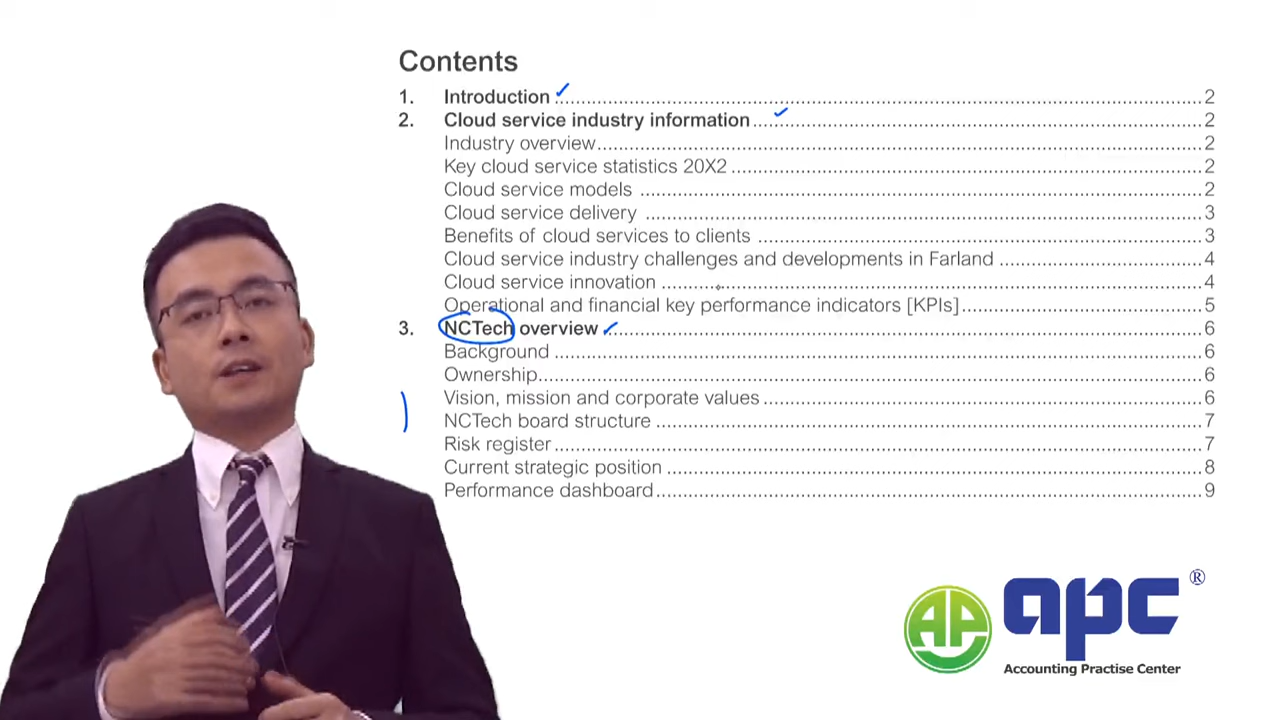 Contents
1. Introduction 2
2. Cloud service industry information 2
Industry overview 2
Key cloud service statistics 20X2 2
Cloud service models 2
Cloud service delivery 3
Benefits of cloud services to clients 3
Cloud service industry challenges and developments in Farland 4
Cloud service innovation 4
Operational and financial key performance indicators [KPIs] 5
3. NCTech overview 6
Background 6
Ownership 6
Vision, mission and corporate values 6
NCTech board structure 7
Risk register 7
Current strategic position 8
Performance dashboard 9
AP apc ®
Accounting Practise Center